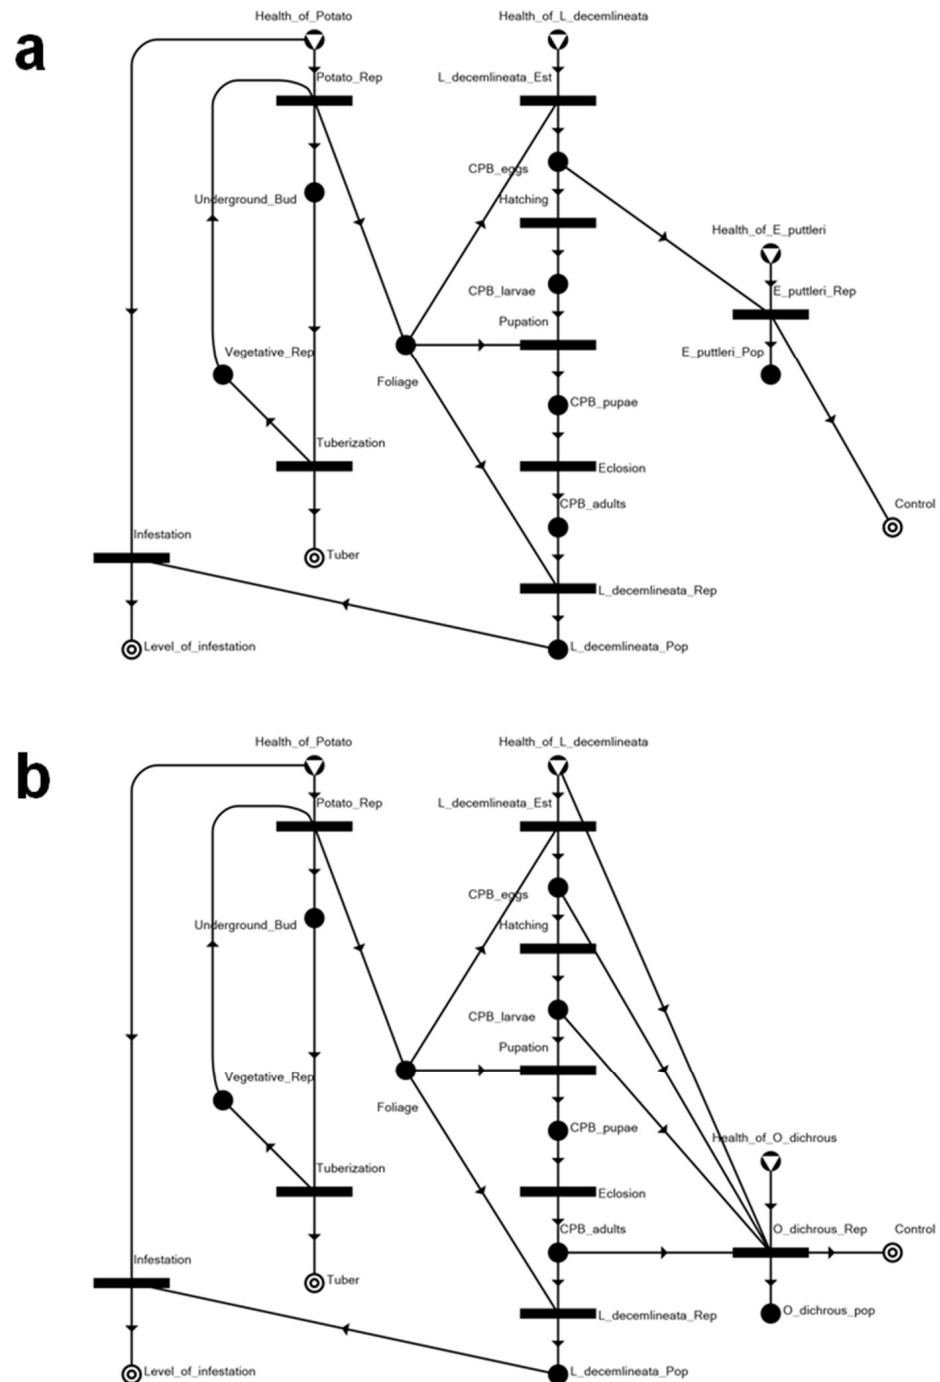 a
Health_of_Potato
Health_of_L_decemlineata
Potato_Rep
L_decemlineata_Est
CPB_eggs
Underground_Bud
Hatching
Health_of_E_puttleri
CPB_larvae
E_puttleri_Rep
Pupation
Vegetative_Rep
E_puttleri_Pop
Foliage
CPB_pupae
Tuberization
Eclosion
CPB_adults
Control
Infestation
Tuber
L_decemlineata_Rep
Level_of_infestation
L_decemlineata_Pop
b
Health_of_Potato
Health_of_L_decemlineata
Potato_Rep
L_decemlineata_Est
CPB_eggs
Underground_Bud
Hatching
CPB_larvae
Pupation
Vegetative_Rep
Foliage
CPB_pupae
Health_of_O_dichrous
Tuberization
Eclosion
CPB_adults
O_dichrous_Rep
Control
Infestation
Tuber
O_dichrous_pop
L_decemlineata_Rep
Level_of_infestation
L_decemlineata_Pop